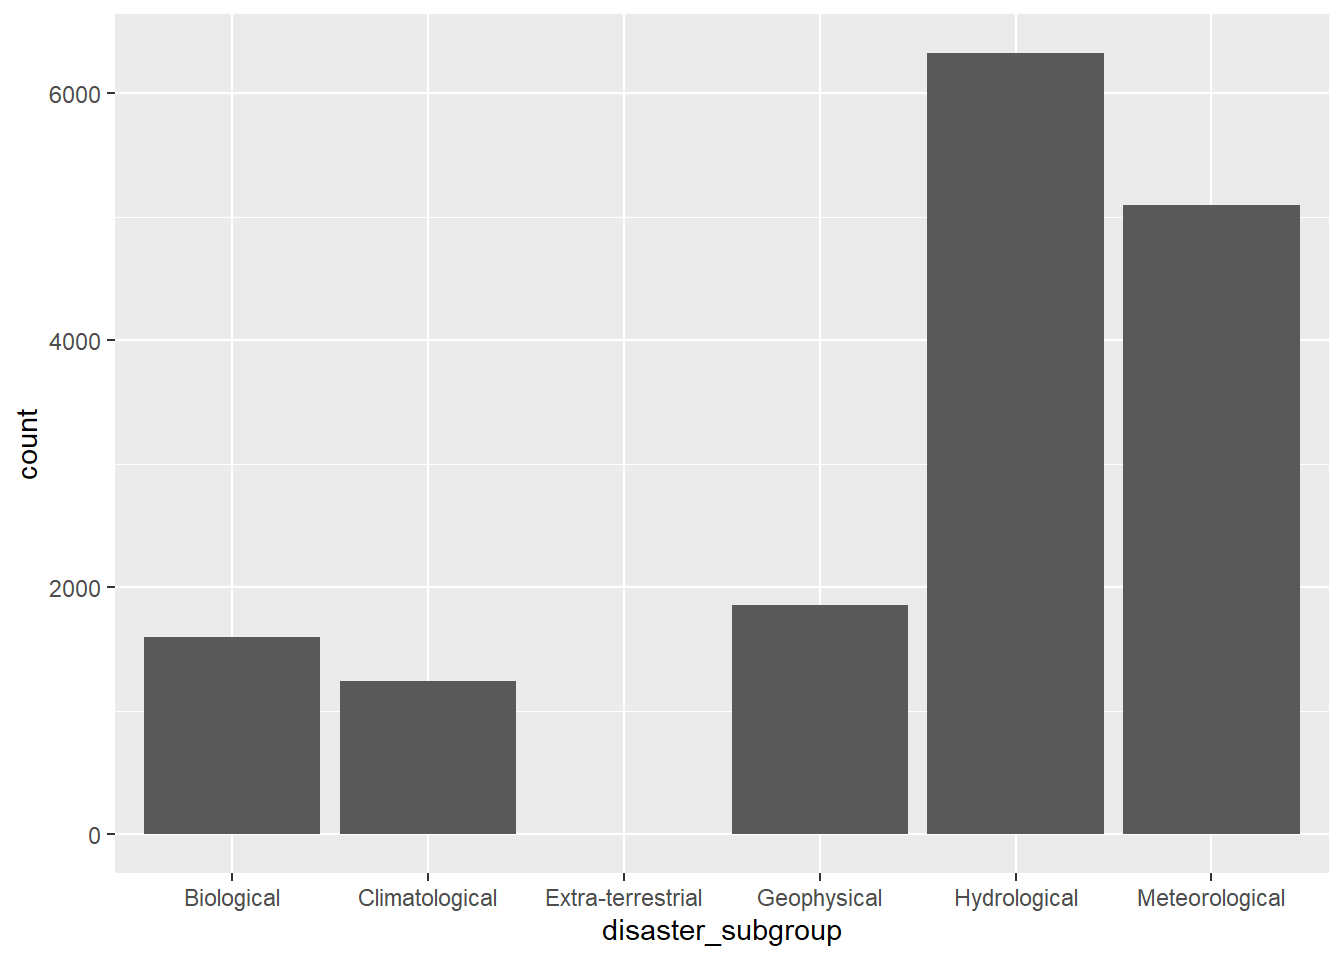 count
6000
4000
2000
0
Biological Climatological Extra-terrestrial Geophysical Hydrological Meteorological
disaster_subgroup